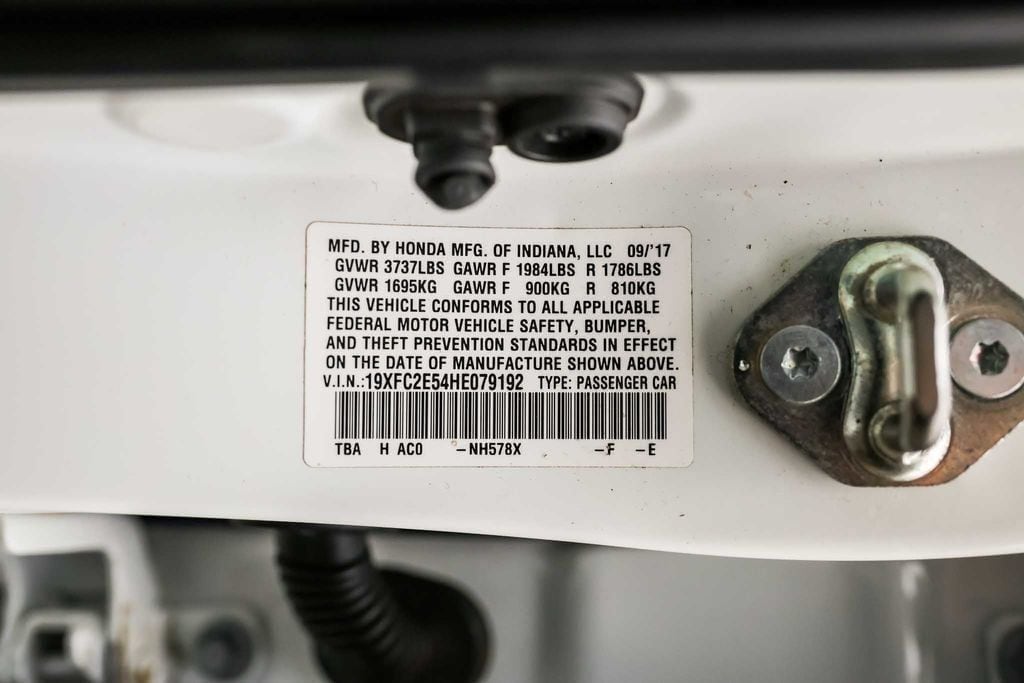 MFD. BY HONDA MFG. OF INDIANA, LLC 09/'17
GVWR 3737LBS GAWR F 1984LBS R 1786LBS
GVWR 1695KG GAWR F 900KG R 810KG
THIS VEHICLE CONFORMS TO ALL APPLICABLE
FEDERAL MOTOR VEHICLE SAFETY, BUMPER,
AND THEFT PREVENTION STANDARDS IN EFFECT
ON THE DATE OF MANUFACTURE SHOWN ABOVE.
V.I.N.:19XFC2E54HE079192 TYPE: PASSENGER CAR
TBA H AC0 -NH578X -F -E